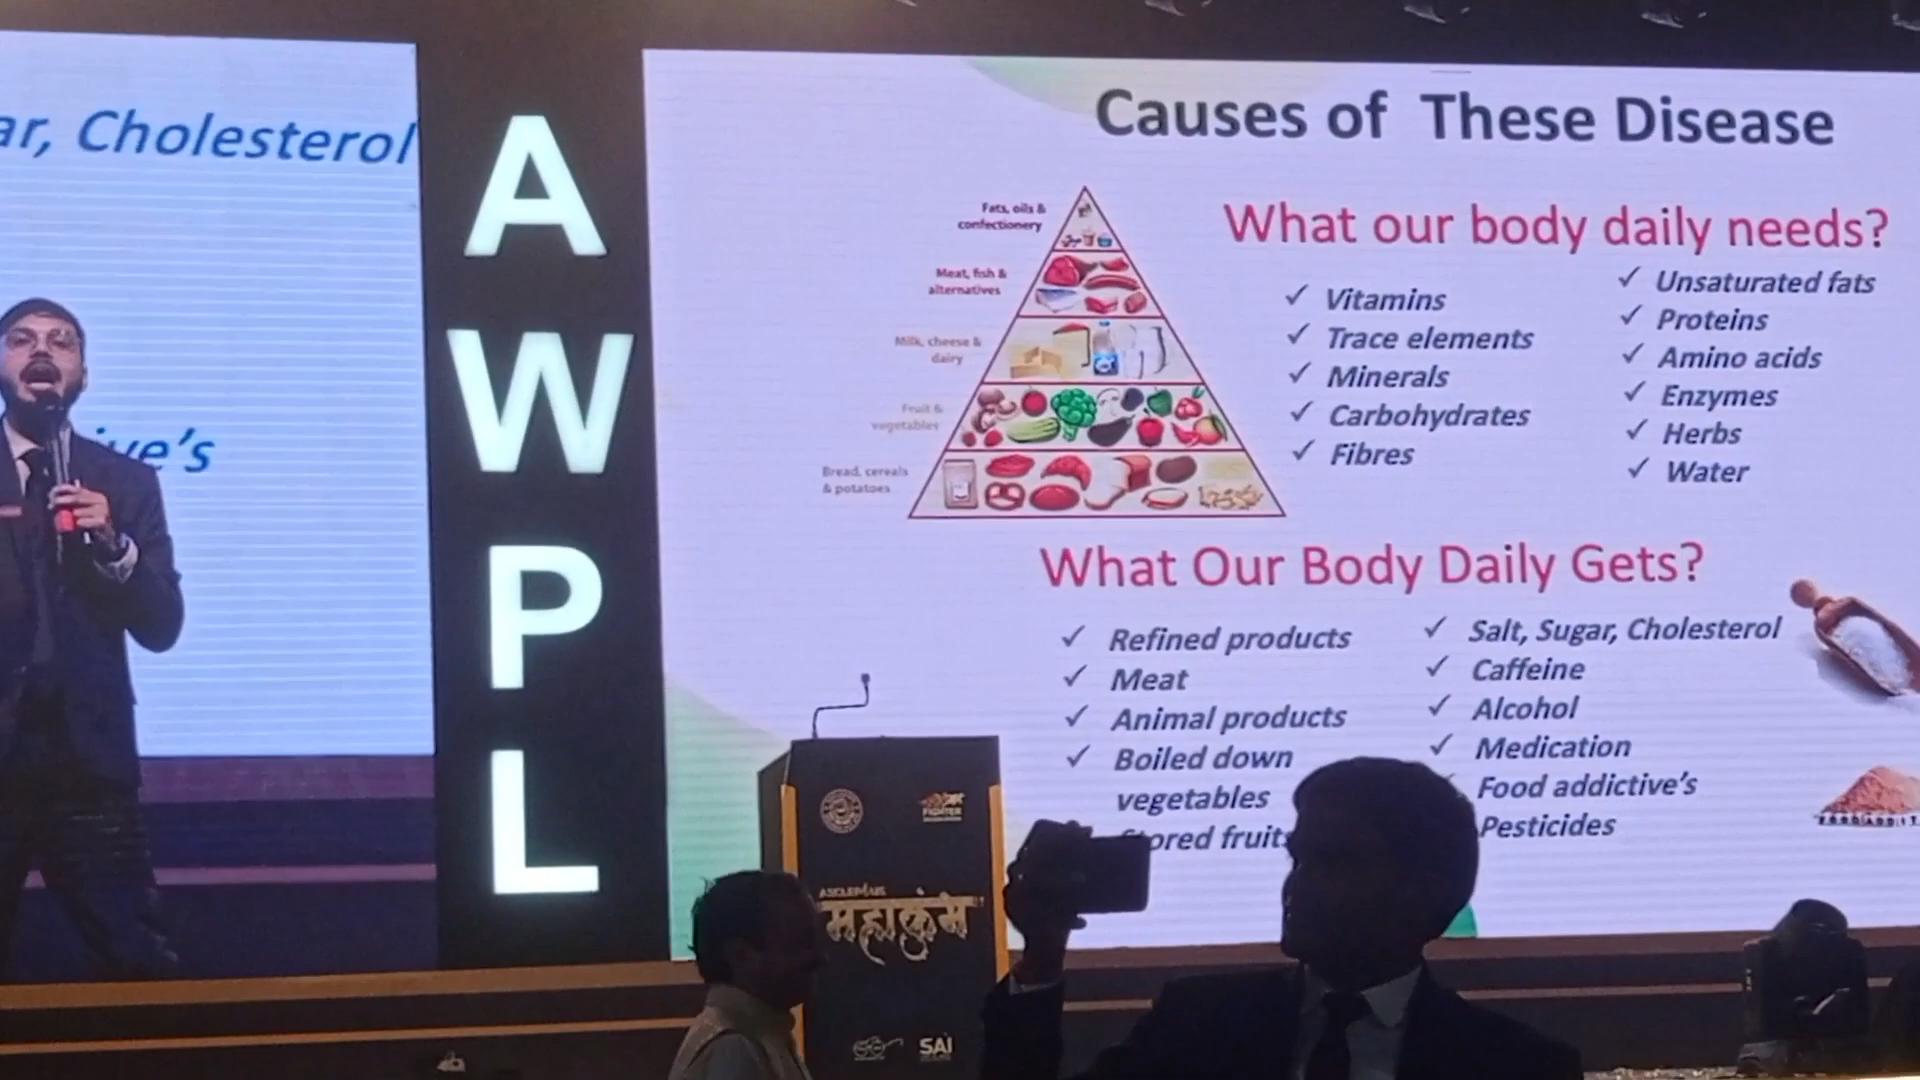 ar, Cholesterol
ive's
A
W
P
L
Causes of These Disease
Fats, oils &
confectionery
Meat, fish &
alternatives
Milk, cheese &
dairy
Fruit &
vegetables
Bread, cereals
& potatoes
What our body daily needs?
✓ Vitamins
✓ Trace elements
✓ Minerals
✓ Carbohydrates
✓ Fibres
✓ Unsaturated fats
✓ Proteins
✓ Amino acids
✓ Enzymes
✓ Herbs
✓ Water
What Our Body Daily Gets?
✓ Refined products
✓ Meat
✓ Animal products
✓ Boiled down
vegetables
ored fruits
✓ Salt, Sugar, Cholesterol
✓ Caffeine
✓ Alcohol
✓ Medication
Food addictive's
Pesticides
FIGHTER
महाकुंभ
SAI